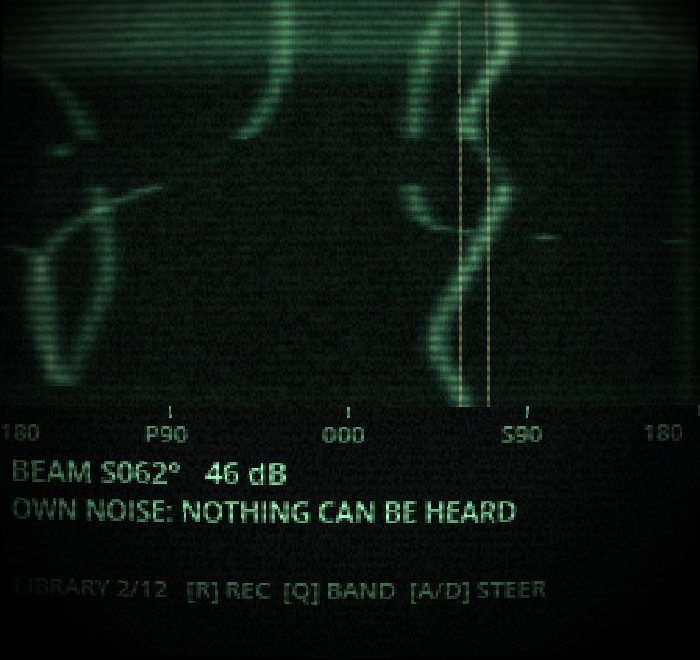 180 P90 000 S90 180
BEAM S062° 46 dB
OWN NOISE: NOTHING CAN BE HEARD
LIBRARY 2/12 [R] REC [Q] BAND [A/D] STEER